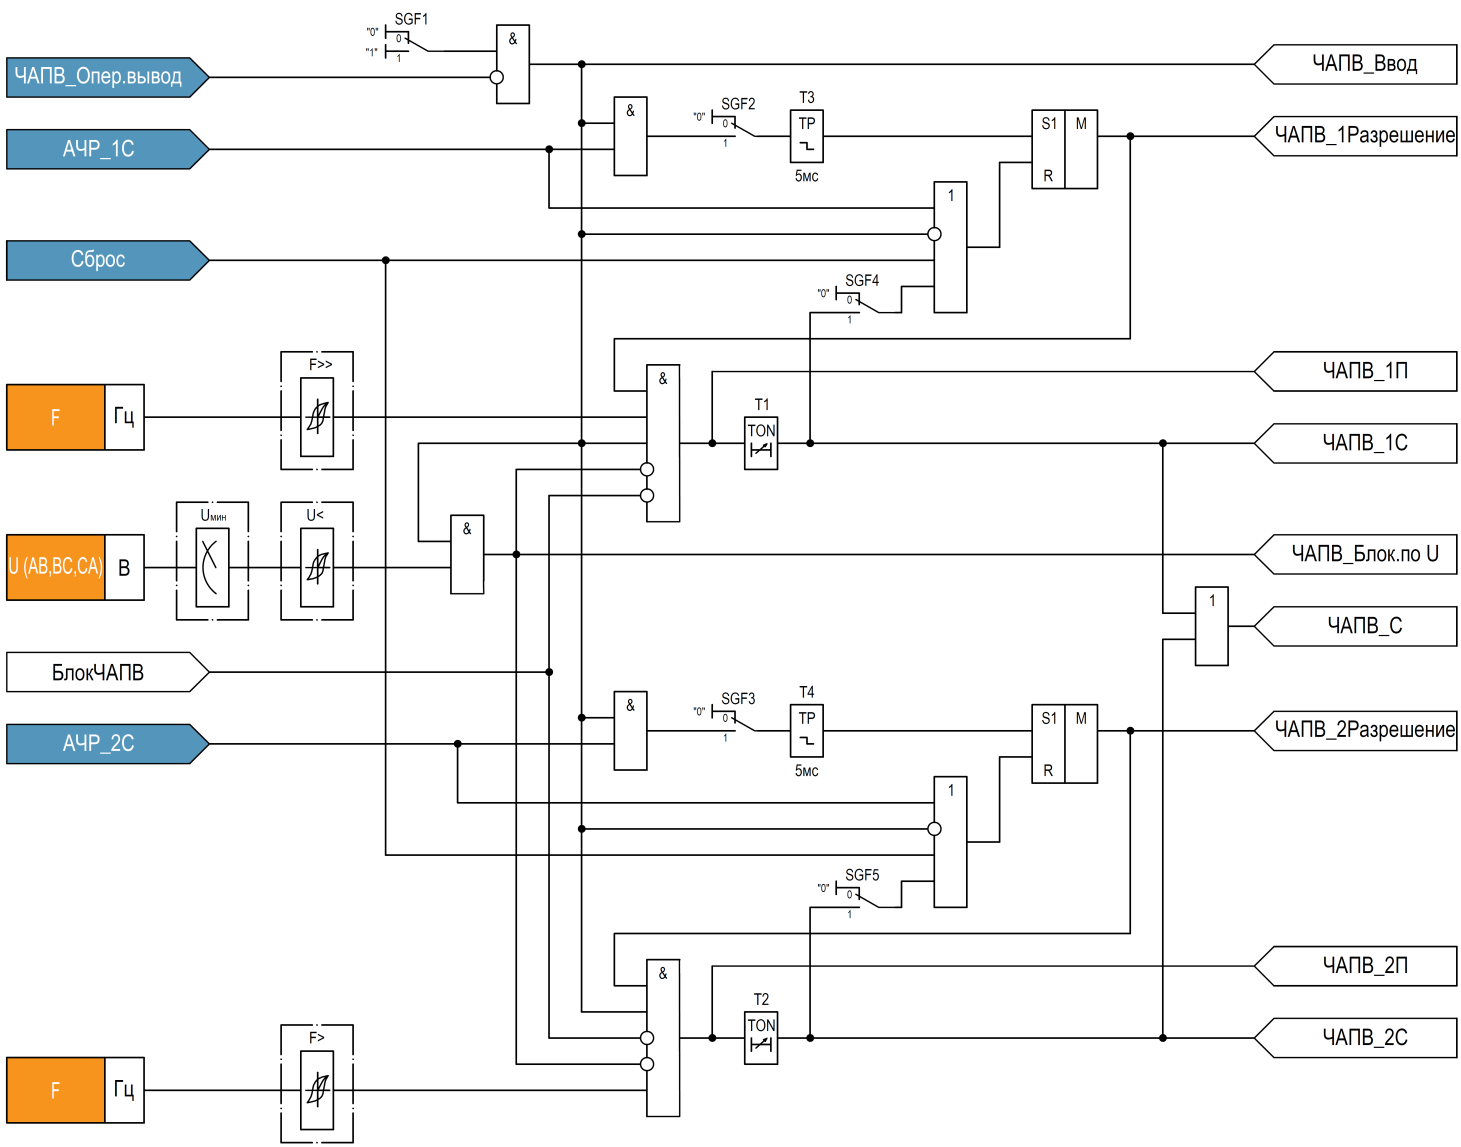 SGF1
"0"
0
"1"
1
&
ЧАПВ_Опер.вывод
ЧАПВ_Ввод
АЧР_1С
&
SGF2
"0"
0
1
T3
TP
5мс
S1
M
R
ЧАПВ_1Разрешение
1
Сброс
SGF4
"0"
0
1
F
Гц
F>>
&
T1
TON
ЧАПВ_1П
ЧАПВ_1С
U (AB,BC,CA)
В
Uмин
U<
&
ЧАПВ_Блок.по U
1
ЧАПВ_С
БлокЧАПВ
АЧР_2С
&
SGF3
"0"
0
1
T4
TP
5мс
S1
M
R
ЧАПВ_2Разрешение
1
SGF5
"0"
0
1
&
T2
TON
ЧАПВ_2П
ЧАПВ_2С
F
Гц
F>